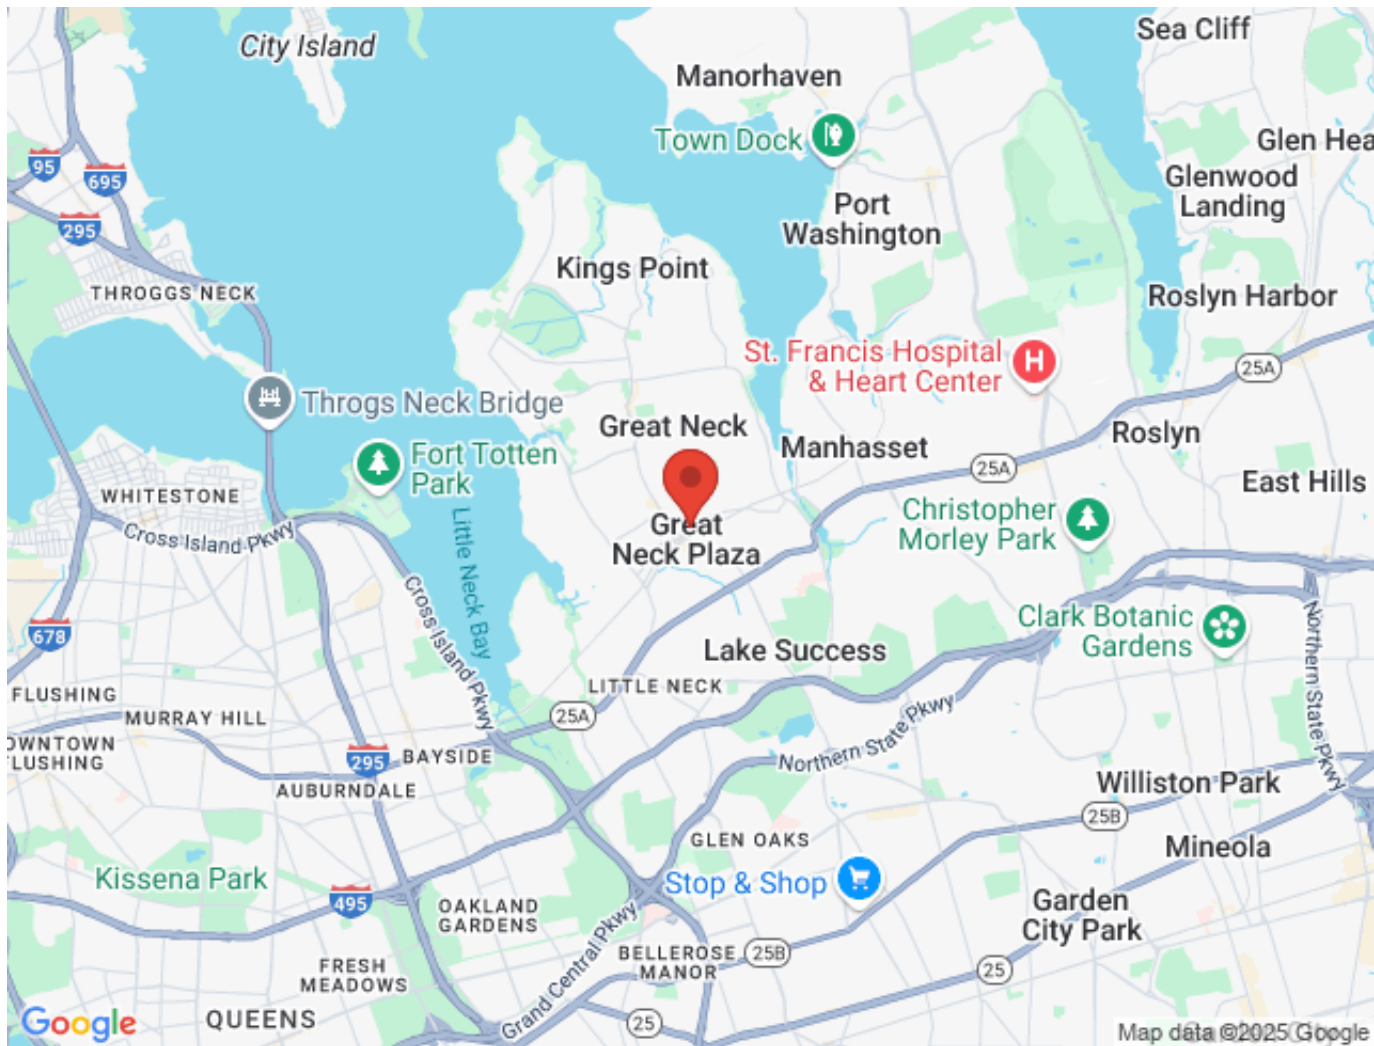 City Island
Sea Cliff
Manorhaven
Town Dock
Glen Hea
Glenwood
Landing
95
695
295
Port
Washington
Kings Point
THROGGS NECK
Roslyn Harbor
St. Francis Hospital
& Heart Center
25A
Throgs Neck Bridge
Great Neck
Manhasset
Roslyn
Fort Totten
Park
25A
East Hills
WHITESTONE
Cross Island Pkwy
Christopher
Morley Park
Great
Neck Plaza
Little Neck Bay
Cross Island Pkwy
678
Clark Botanic
Gardens
Northern State Pkwy
Lake Success
LITTLE NECK
FLUSHING
MURRAY HILL
25A
Northern State Pkwy
OWNTOWN
FLUSHING
BAYSIDE
295
AUBURNDALE
Williston Park
25B
GLEN OAKS
Mineola
Kissena Park
Stop & Shop
495
OAKLAND
GARDENS
Garden
City Park
Grand Central Pkwy
BELLEROSE
MANOR
25B
FRESH
MEADOWS
25
Google
QUEENS
25
Map data ©2025 Google